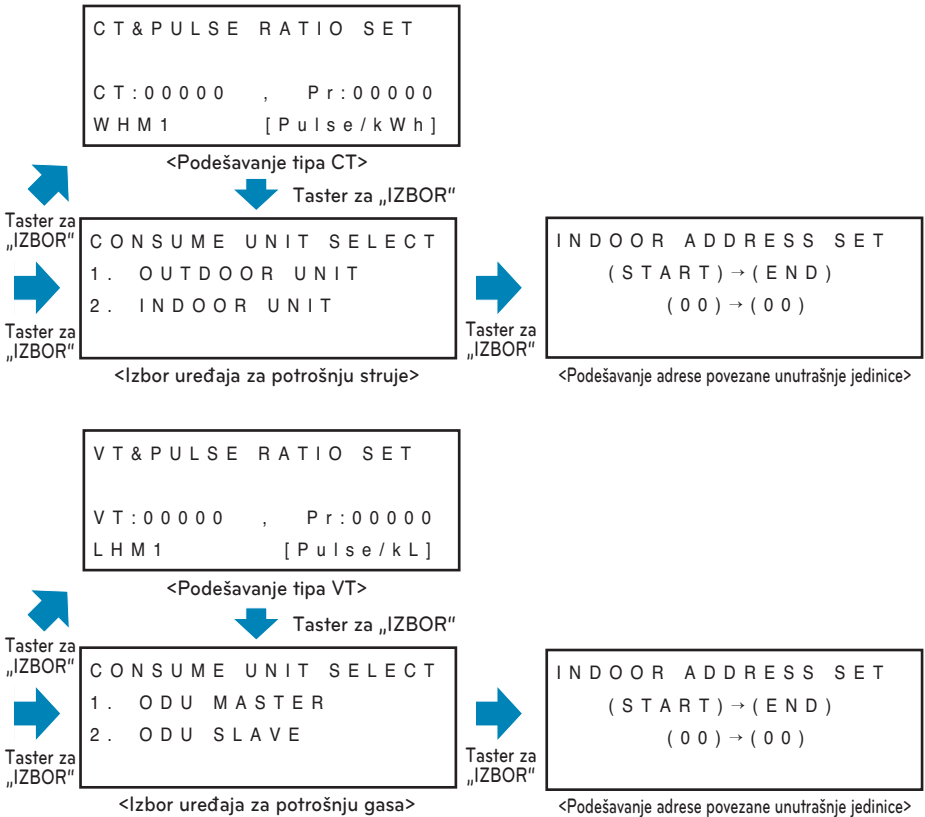 CT&PULSE RATIO SET
CT:00000 , Pr:00000
WHM1 [Pulse/kWh]
<Podešavanje tipa CT>
Taster za „IZBOR"
Taster za
„IZBOR"
CONSUME UNIT SELECT
1. OUTDOOR UNIT
2. INDOOR UNIT
Taster za
„IZBOR"
<Izbor uređaja za potrošnju struje>
Taster za
„IZBOR"
INDOOR ADDRESS SET
(START)→(END)
(00)→(00)
<Podešavanje adrese povezane unutrašnje jedinice>
VT&PULSE RATIO SET
VT:00000 , Pr:00000
LHM1 [Pulse/kL]
<Podešavanje tipa VT>
Taster za „IZBOR"
Taster za
„IZBOR"
CONSUME UNIT SELECT
1. ODU MASTER
2. ODU SLAVE
Taster za
„IZBOR"
<Izbor uređaja za potrošnju gasa>
Taster za
„IZBOR"
INDOOR ADDRESS SET
(START)→(END)
(00)→(00)
<Podešavanje adrese povezane unutrašnje jedinice>